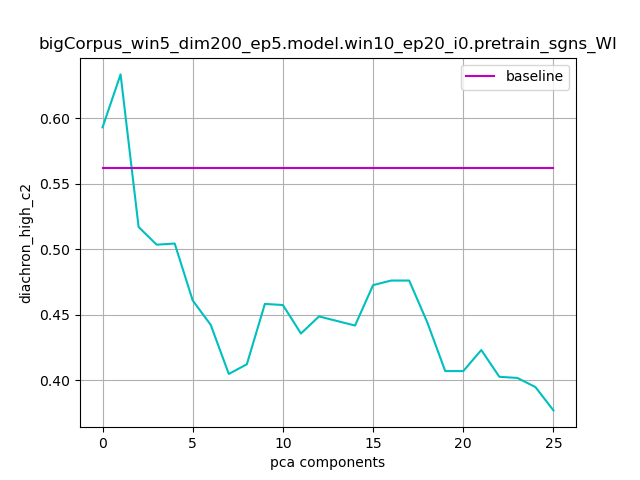 bigCorpus_win5_dim200_ep5.model.win10_ep20_i0.pretrain_sgns_WI
baseline
diachron_high_c2
0.60
0.55
0.50
0.45
0.40
0 5 10 15 20 25
pca components